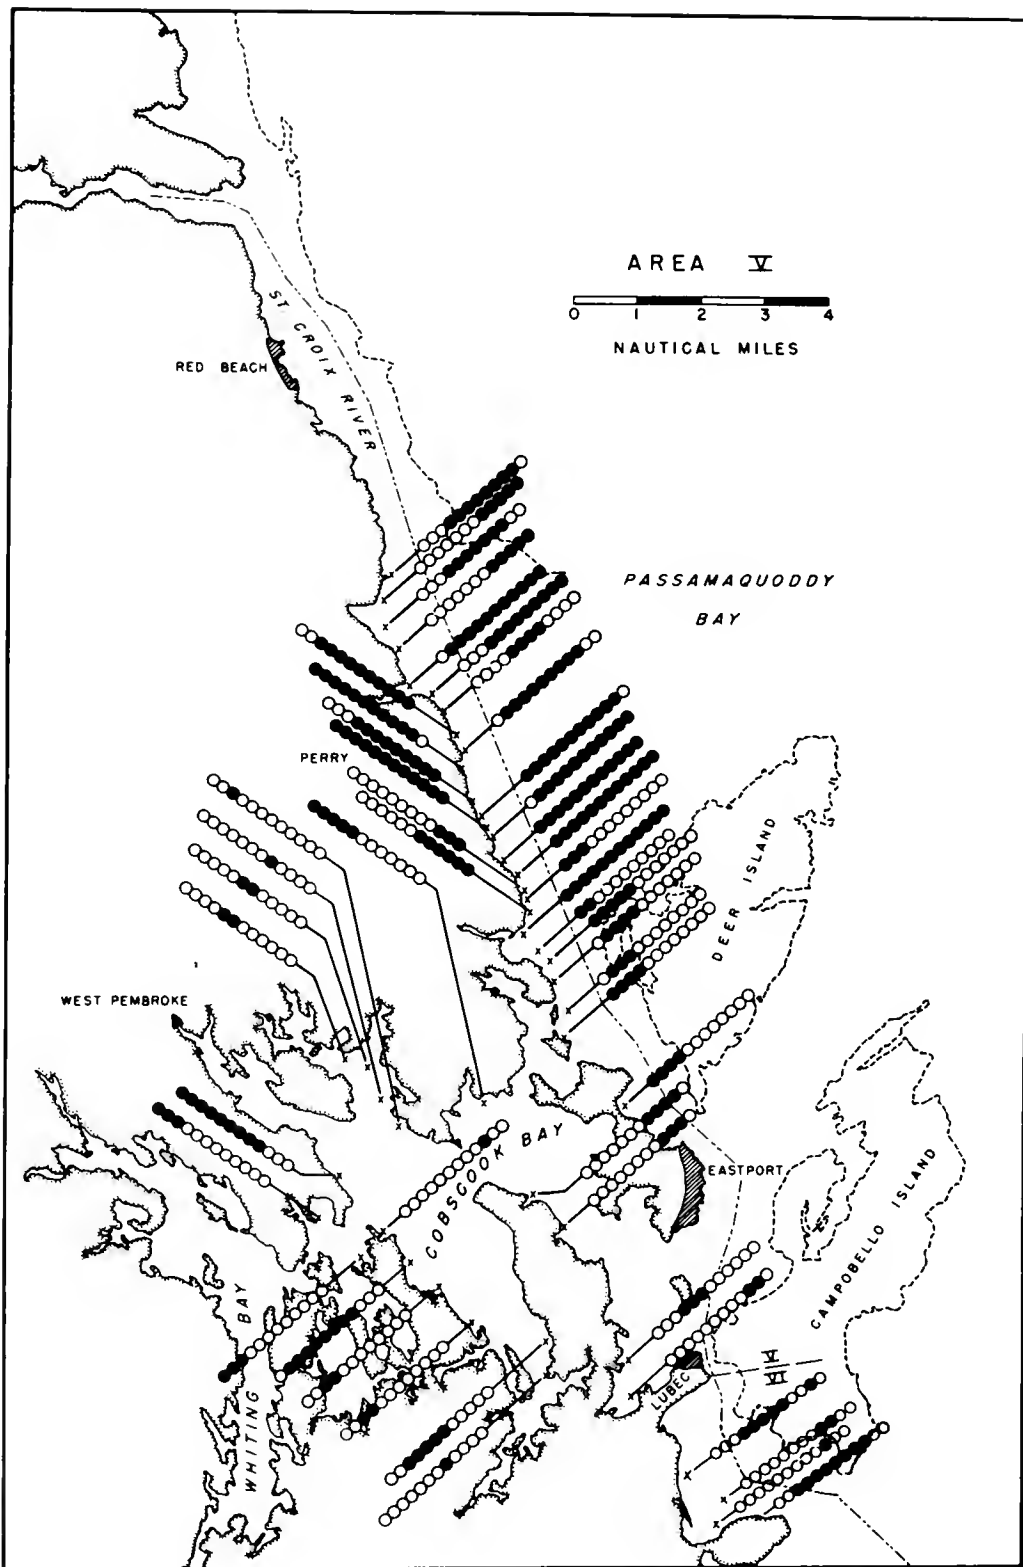 AREA V
0 1 2 3 4
NAUTICAL MILES
ST. CROIX RIVER
RED BEACH
PASSAMAQUODDY
BAY
PERRY
DEER ISLAND
WEST PEMBROKE
COBSCOOK BAY
EASTPORT
CAMPOBELLO ISLAND
WHITING BAY
LUBEC
V
VI